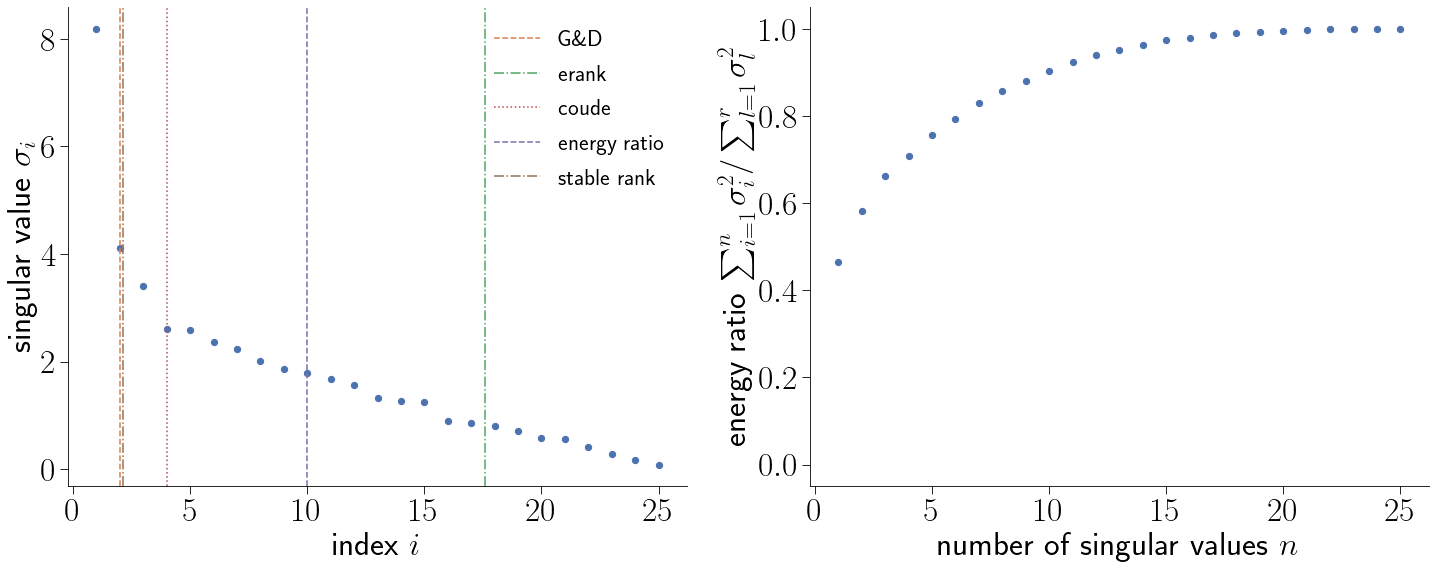 8
6
4
2
0
singular value σ_i
0 5 10 15 20 25
index i
G&D
erank
coude
energy ratio
stable rank
1.0
0.8
0.6
0.4
0.2
0.0
energy ratio ∑_{i=1}^{n} σ_i^2 / ∑_{l=1}^{r} σ_l^2
0 5 10 15 20 25
number of singular values n